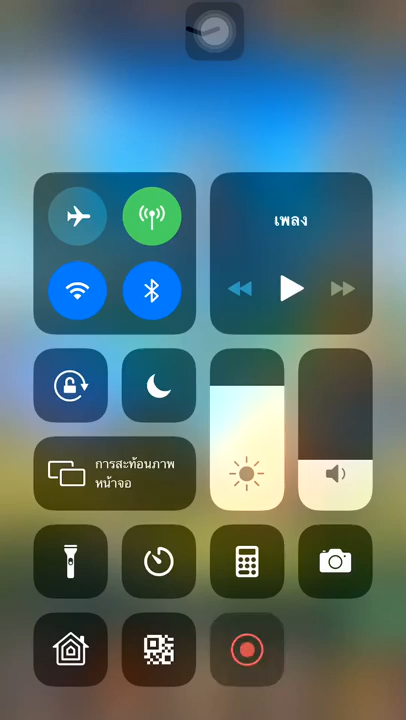 เพลง
การสะท้อนภาพ
หน้าจอ